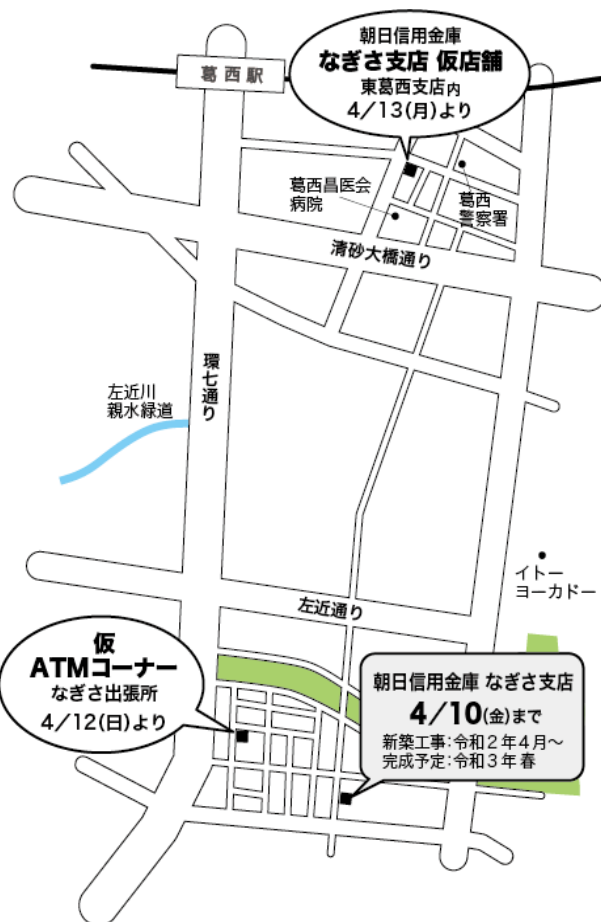 朝日信用金庫
なぎさ支店 仮店舗
東葛西支店内
4／13(月)より
葛西駅
葛西昌医会
病院
葛西
警察署
清砂大橋通り
環七通り
左近川
親水緑道
イトー
ヨーカドー
左近通り
仮
ATMコーナー
なぎさ出張所
4／12(日)より
朝日信用金庫 なぎさ支店
4／10(金)まで
新築工事:令和2年4月〜
完成予定:令和3年春